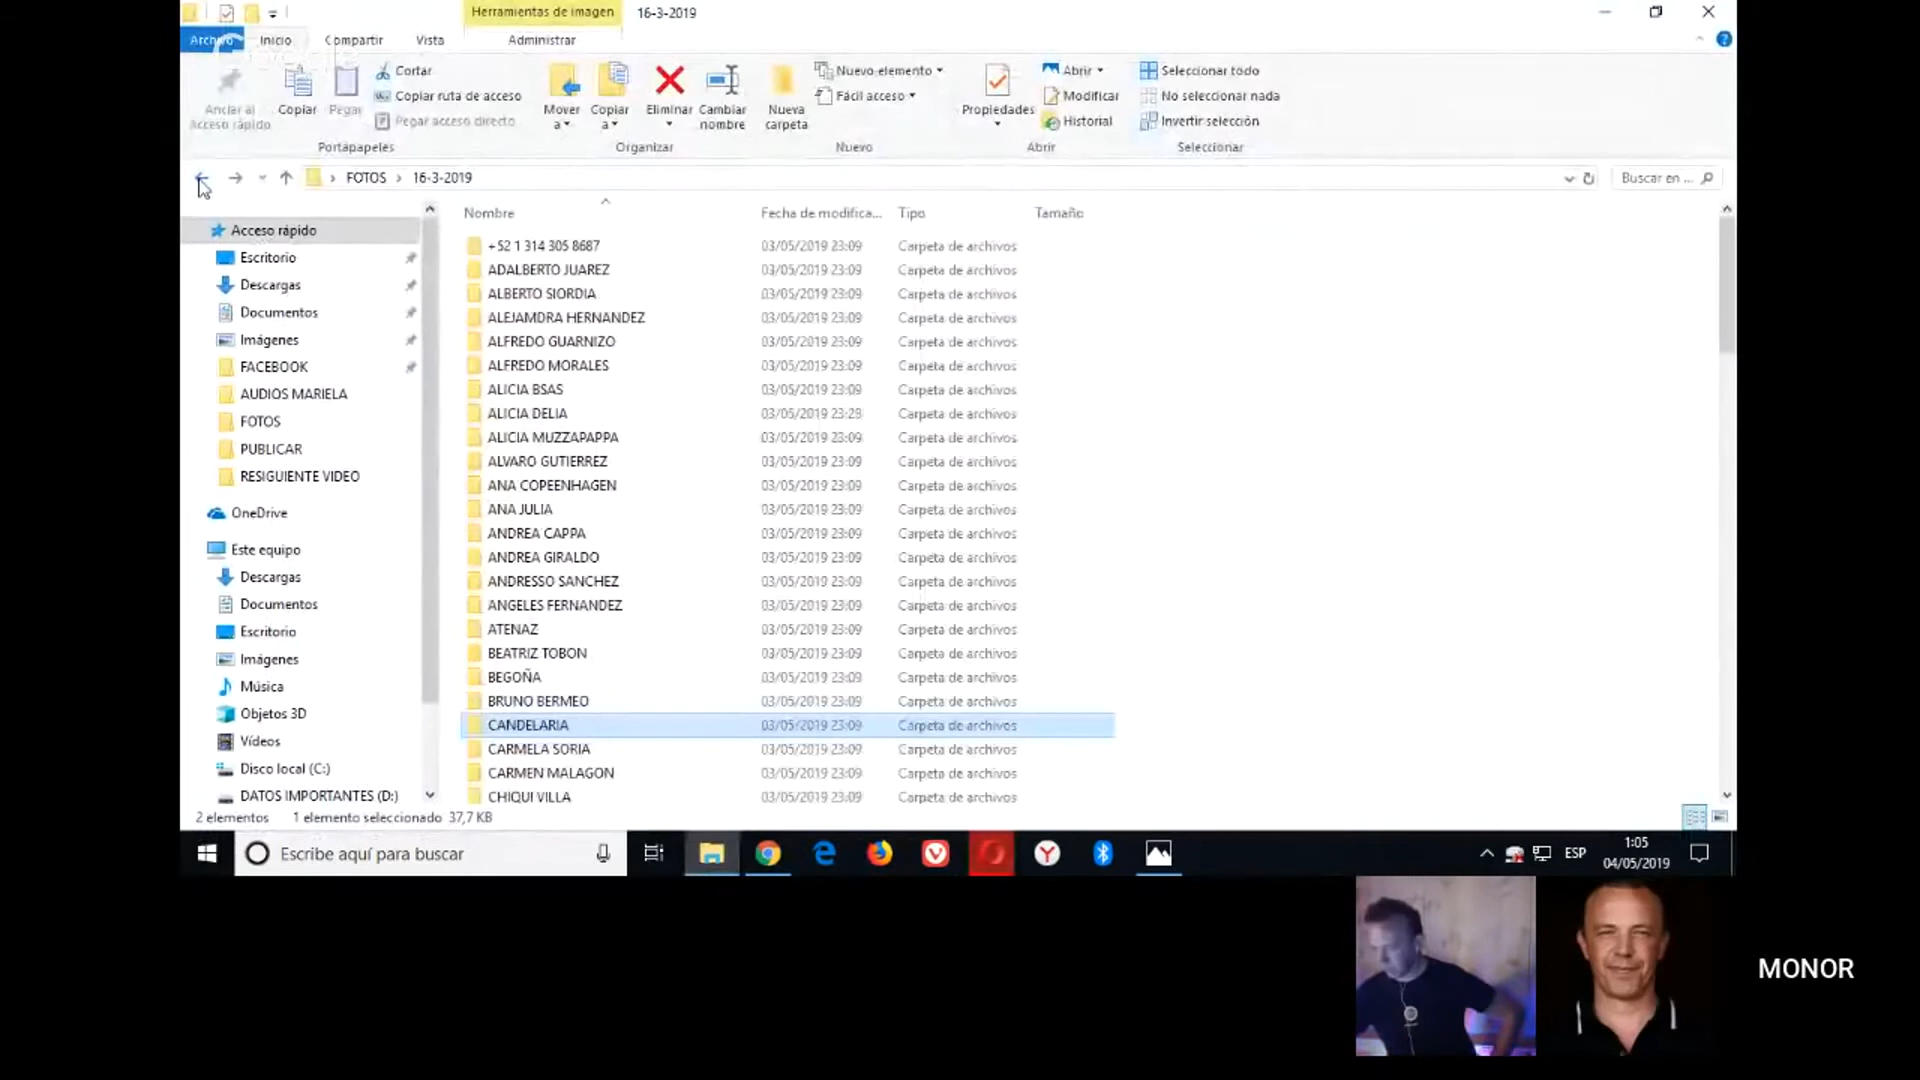 Herramientas de imagen 16-3-2019
Archivo Inicio Compartir Vista Administrar
Google
Anclar al Acceso rápido
Copiar
Pegar
Cortar
Copiar ruta de acceso
Pegar acceso directo
Portapapeles
Mover a
Copiar a
Eliminar
Cambiar nombre
Organizar
Nueva carpeta
Nuevo elemento
Fácil acceso
Nuevo
Propiedades
Abrir
Modificar
Historial
Abrir
Seleccionar todo
No seleccionar nada
Invertir selección
Seleccionar
FOTOS › 16-3-2019
Buscar en ...
Acceso rápido
Escritorio
Descargas
Documentos
Imágenes
FACEBOOK
AUDIOS MARIELA
FOTOS
PUBLICAR
RESIGUIENTE VIDEO
OneDrive
Este equipo
Descargas
Documentos
Escritorio
Imágenes
Música
Objetos 3D
Vídeos
Disco local (C:)
DATOS IMPORTANTES (D:)
Nombre Fecha de modifica... Tipo Tamaño
+52 1 314 305 8687 03/05/2019 23:09 Carpeta de archivos
ADALBERTO JUAREZ 03/05/2019 23:09 Carpeta de archivos
ALBERTO SIORDIA 03/05/2019 23:09 Carpeta de archivos
ALEJAMDRA HERNANDEZ 03/05/2019 23:09 Carpeta de archivos
ALFREDO GUARNIZO 03/05/2019 23:09 Carpeta de archivos
ALFREDO MORALES 03/05/2019 23:09 Carpeta de archivos
ALICIA BSAS 03/05/2019 23:09 Carpeta de archivos
ALICIA DELIA 03/05/2019 23:28 Carpeta de archivos
ALICIA MUZZAPAPPA 03/05/2019 23:09 Carpeta de archivos
ALVARO GUTIERREZ 03/05/2019 23:09 Carpeta de archivos
ANA COPEENHAGEN 03/05/2019 23:09 Carpeta de archivos
ANA JULIA 03/05/2019 23:09 Carpeta de archivos
ANDREA CAPPA 03/05/2019 23:09 Carpeta de archivos
ANDREA GIRALDO 03/05/2019 23:09 Carpeta de archivos
ANDRESSO SANCHEZ 03/05/2019 23:09 Carpeta de archivos
ANGELES FERNANDEZ 03/05/2019 23:09 Carpeta de archivos
ATENAZ 03/05/2019 23:09 Carpeta de archivos
BEATRIZ TOBON 03/05/2019 23:09 Carpeta de archivos
BEGOÑA 03/05/2019 23:09 Carpeta de archivos
BRUNO BERMEO 03/05/2019 23:09 Carpeta de archivos
CANDELARIA 03/05/2019 23:09 Carpeta de archivos
CARMELA SORIA 03/05/2019 23:09 Carpeta de archivos
CARMEN MALAGON 03/05/2019 23:09 Carpeta de archivos
CHIQUI VILLA 03/05/2019 23:09 Carpeta de archivos
2 elementos 1 elemento seleccionado 37,7 KB
Escribe aquí para buscar
ESP
1:05
04/05/2019
MONOR